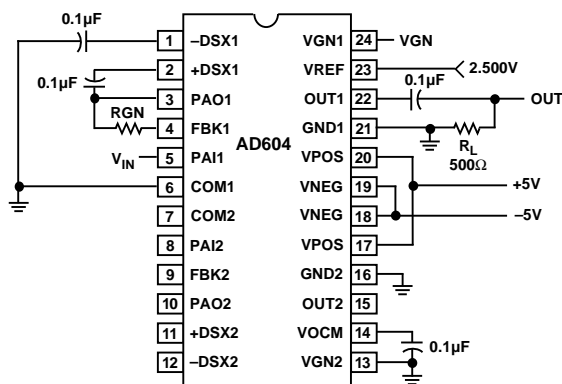 0.1µF
1 –DSX1
VGN1 24 VGN
0.1µF
2 +DSX1
VREF 23 2.500V
3 PAO1
OUT1 22 0.1µF OUT
RGN
4 FBK1
GND1 21
AD604
RL
500Ω
VIN 5 PAI1
VPOS 20
6 COM1
VNEG 19 +5V
7 COM2
VNEG 18 –5V
8 PAI2
VPOS 17
9 FBK2
GND2 16
10 PAO2
OUT2 15
11 +DSX2
VOCM 14
0.1µF
12 –DSX2
VGN2 13